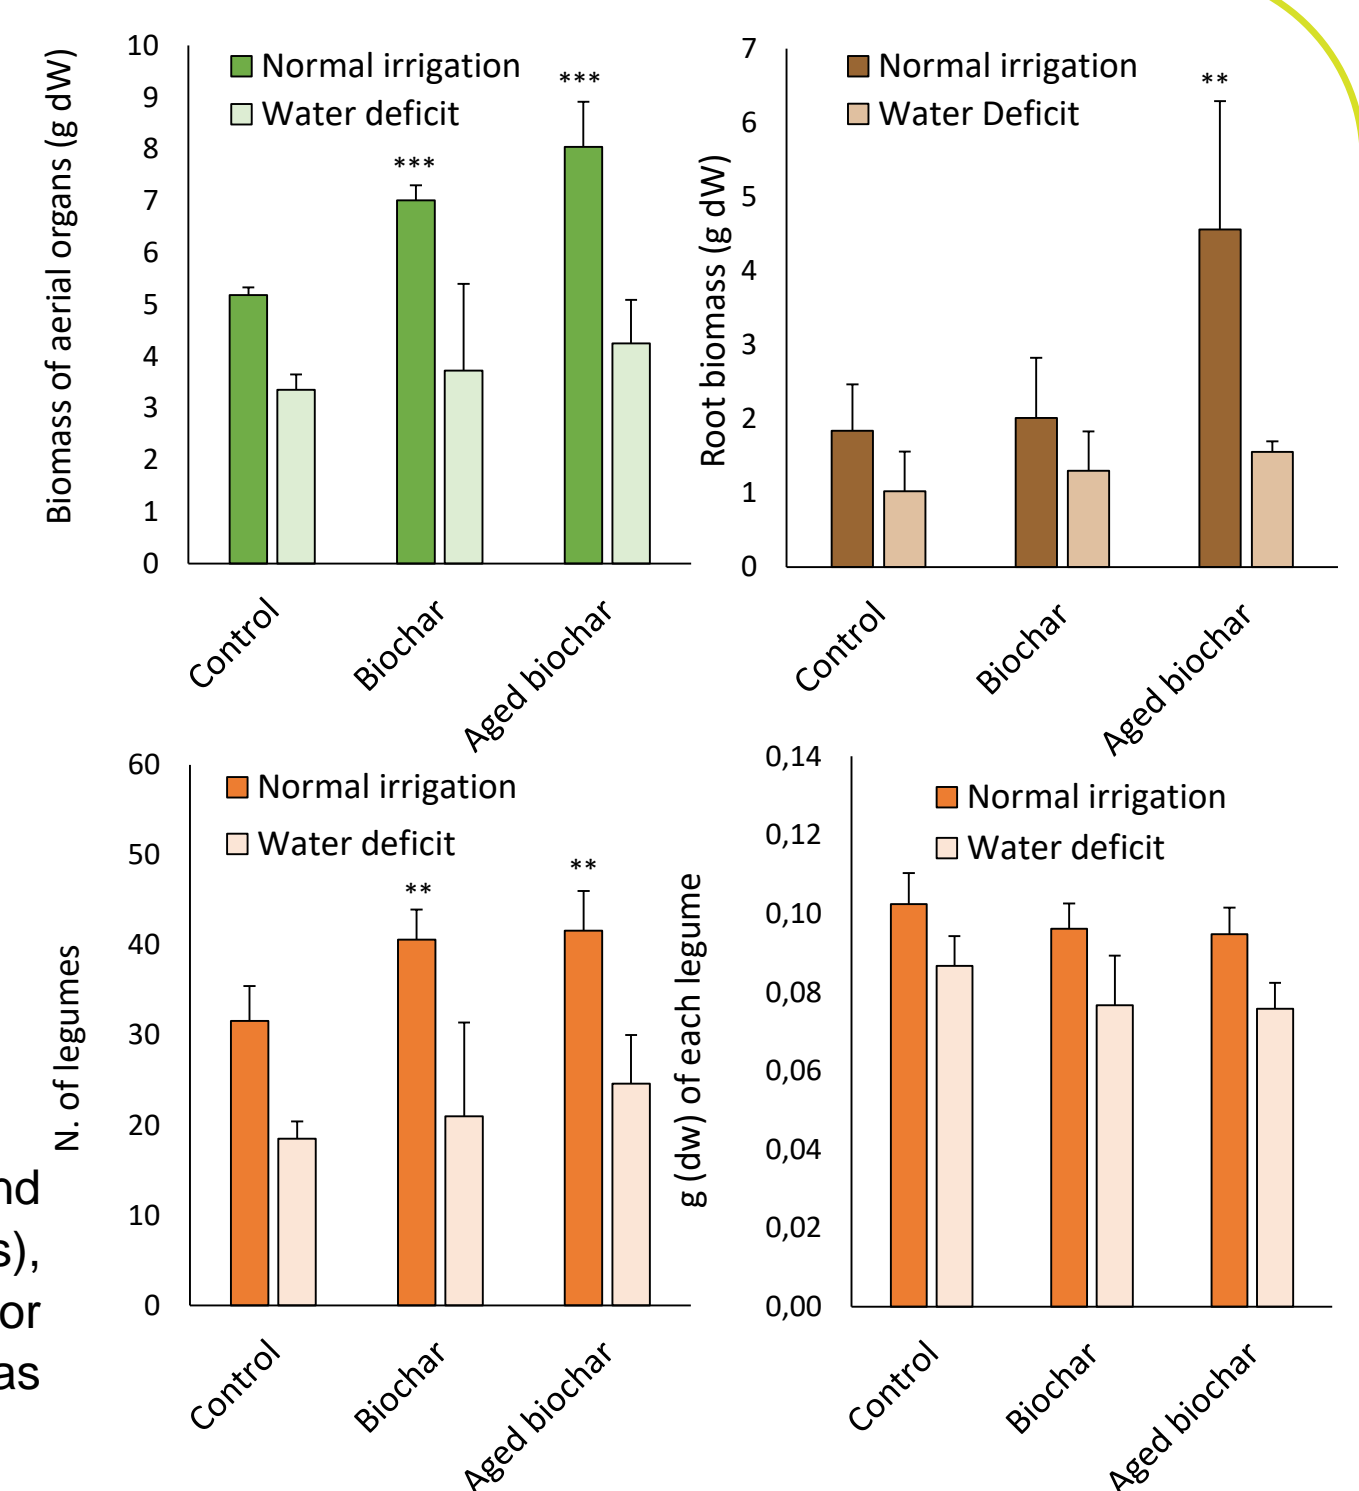 Biomass of aerial organs (g dW)
10
9
8
7
6
5
4
3
2
1
0
Normal irrigation
Water deficit
***
***
Control
Biochar
Aged biochar
Root biomass (g dW)
7
6
5
4
3
2
1
0
Normal irrigation
Water Deficit
**
Control
Biochar
Aged biochar
N. of legumes
60
50
40
30
20
10
0
Normal irrigation
Water deficit
**
**
Control
Biochar
Aged biochar
g (dw) of each legume
0,14
0,12
0,10
0,08
0,06
0,04
0,02
0,00
Normal irrigation
Water deficit
Control
Biochar
Aged biochar
or
as